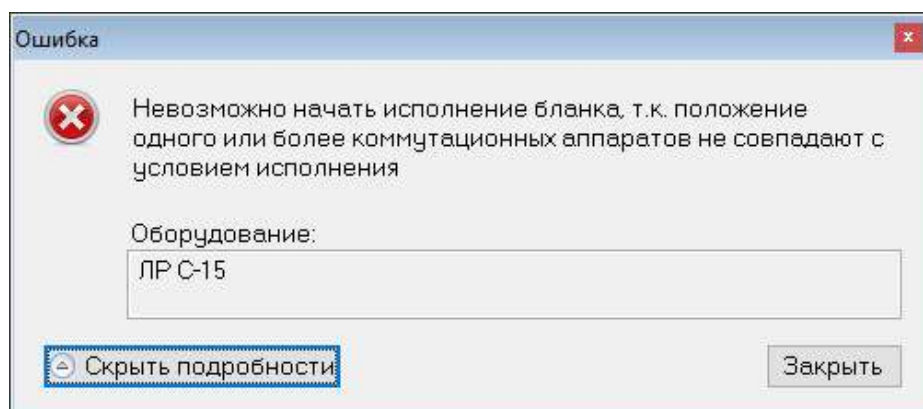 Ошибка
Невозможно начать исполнение бланка, т.к. положение
одного или более коммутационных аппаратов не совпадают с
условием исполнения
Оборудование:
ЛР С-15
Скрыть подробности
Закрыть